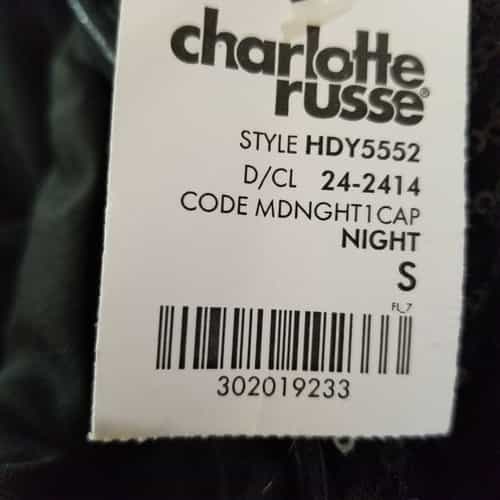 charlotte
russe®
STYLE HDY5552
D/CL 24-2414
CODE MDNGHT1CAP
NIGHT
S
FL_7
302019233